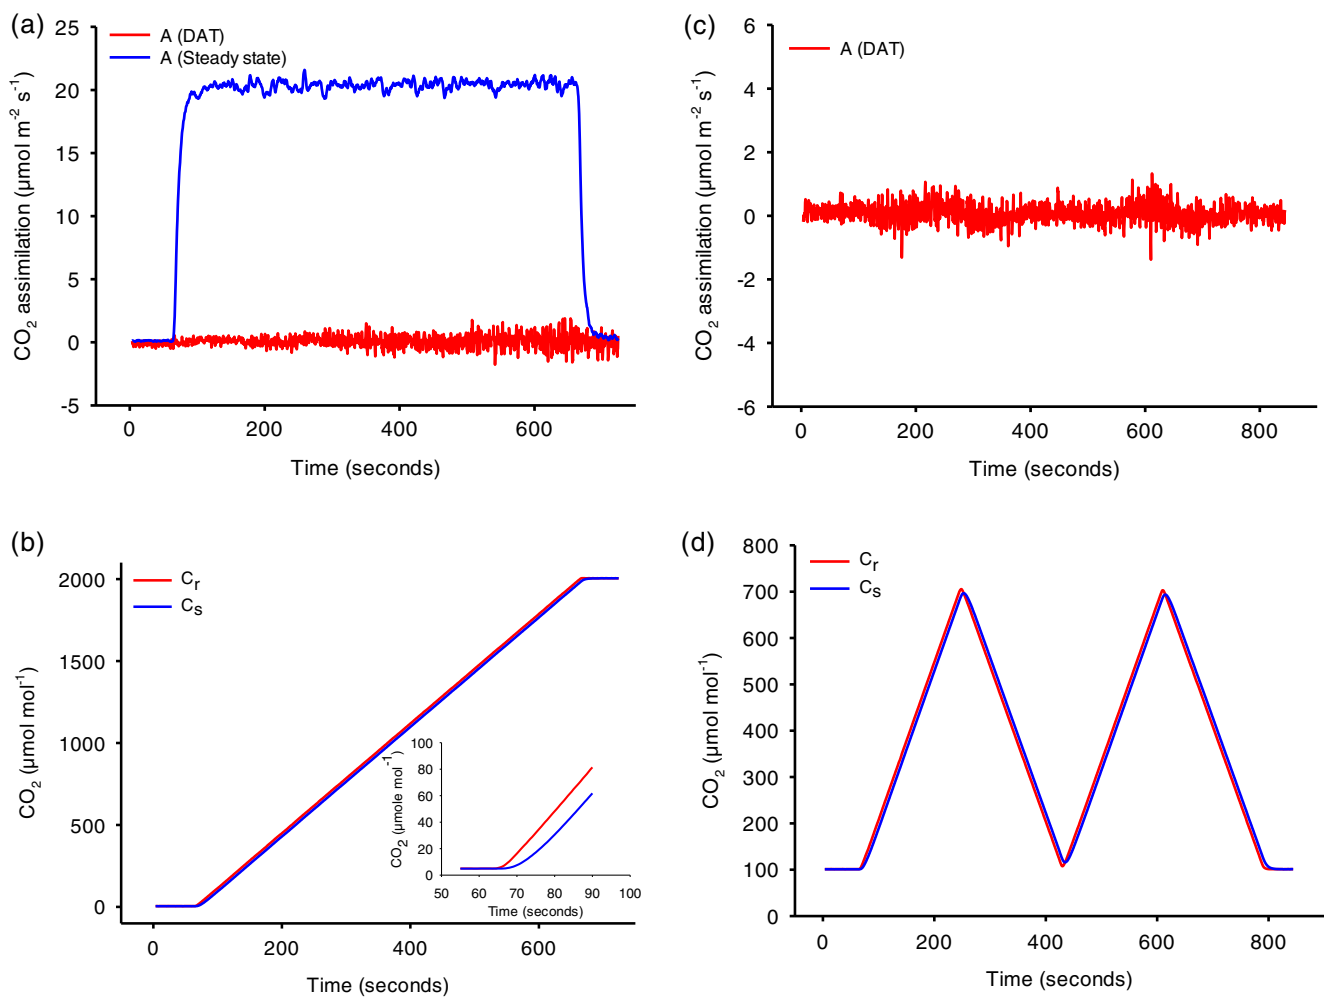 (a)
A (DAT)
A (Steady state)
25
20
15
10
5
0
-5
CO₂ assimilation (µmol m⁻² s⁻¹)
0 200 400 600
Time (seconds)
(c)
A (DAT)
6
4
2
0
-2
-4
-6
CO₂ assimilation (µmol m⁻² s⁻¹)
0 200 400 600 800
Time (seconds)
(b)
Cᵣ
Cₛ
2000
1500
1000
500
0
CO₂ (µmol mol⁻¹)
0 200 400 600
Time (seconds)
100
80
60
40
20
0
CO₂ (µmole mol⁻¹)
50 60 70 80 90 100
Time (seconds)
(d)
Cᵣ
Cₛ
800
700
600
500
400
300
200
100
0
CO₂ (µmol mol⁻¹)
0 200 400 600 800
Time (seconds)